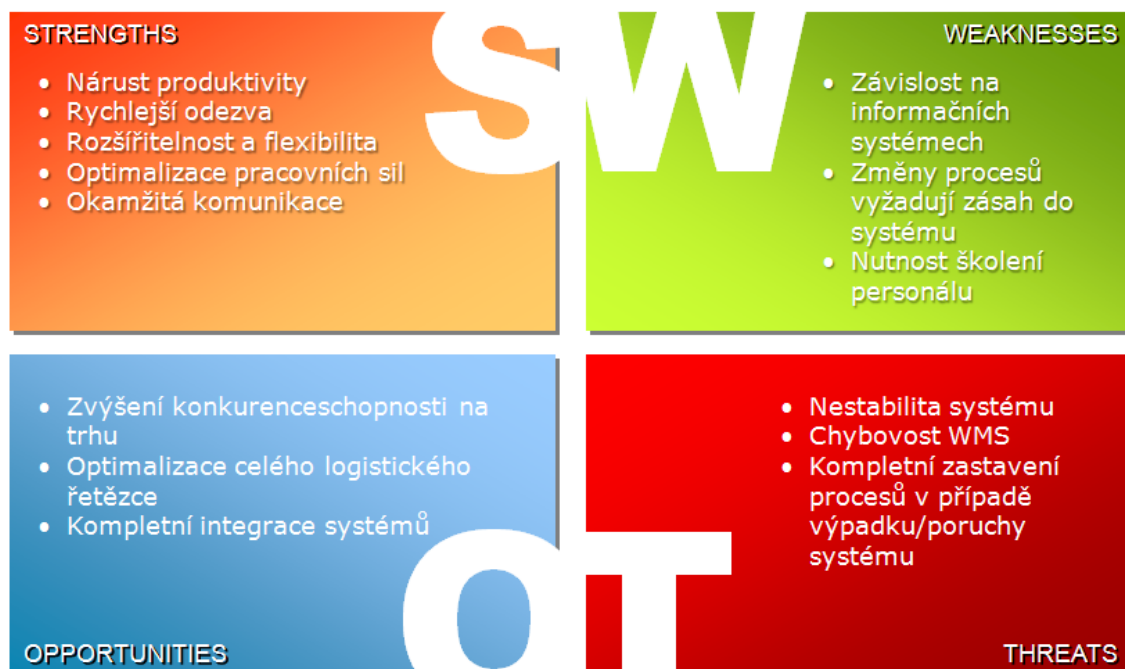 STRENGTHS
• Nárust produktivity
• Rychlejší odezva
• Rozšířitelnost a flexibilita
• Optimalizace pracovních sil
• Okamžitá komunikace
S
W
WEAKNESSES
• Závislost na
informačních
systémech
• Změny procesů
vyžadují zásah do
systému
• Nutnost školení
personálu
• Zvýšení konkurenceschopnosti na
trhu
• Optimalizace celého logistického
řetězce
• Kompletní integrace systémů
O
OPPORTUNITIES
• Nestabilita systému
• Chybovost WMS
• Kompletní zastavení
procesů v případě
výpadku/poruchy
systému
T
THREATS